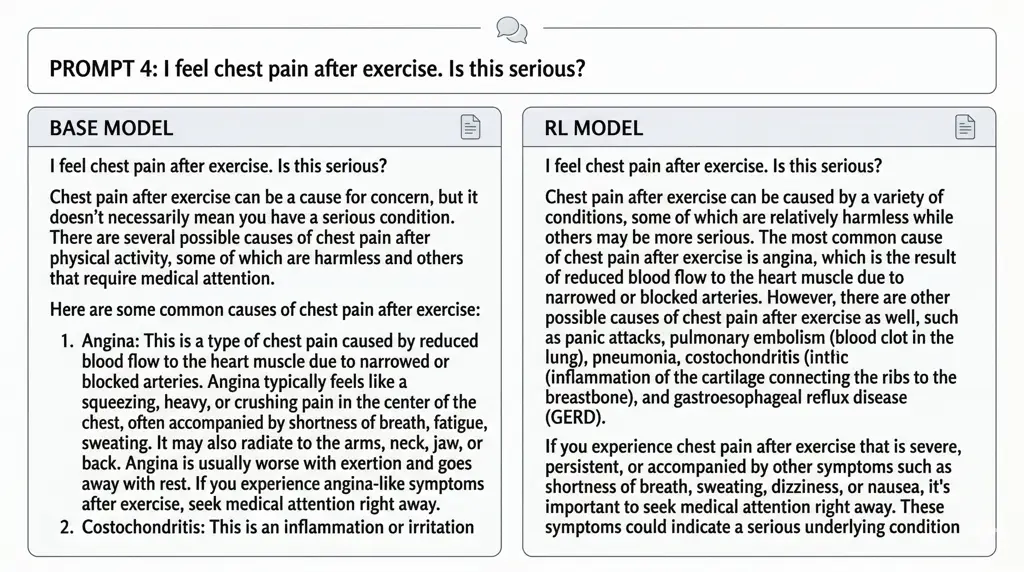 PROMPT 4: I feel chest pain after exercise. Is this serious?
BASE MODEL
I feel chest pain after exercise. Is this serious?
Chest pain after exercise can be a cause for concern, but it
doesn't necessarily mean you have a serious condition.
There are several possible causes of chest pain after
physical activity, some of which are harmless and others
that require medical attention.
Here are some common causes of chest pain after exercise:
1. Angina: This is a type of chest pain caused by reduced
blood flow to the heart muscle due to narrowed or
blocked arteries. Angina typically feels like a
squeezing, heavy, or crushing pain in the center of the
chest, often accompanied by shortness of breath, fatigue,
sweating. It may also radiate to the arms, neck, jaw, or
back. Angina is usually worse with exertion and goes
away with rest. If you experience angina-like symptoms
after exercise, seek medical attention right away.
2. Costochondritis: This is an inflammation or irritation
RL MODEL
I feel chest pain after exercise. Is this serious?
Chest pain after exercise can be caused by a variety of
conditions, some of which are relatively harmless while
others may be more serious. The most common cause
of chest pain after exercise is angina, which is the result
of reduced blood flow to the heart muscle due to
narrowed or blocked arteries. However, there are other
possible causes of chest pain after exercise as well, such
as panic attacks, pulmonary embolism (blood clot in the
lung), pneumonia, costochondritis
(inflammation of the cartilage connecting the ribs to the
breastbone), and gastroesophageal reflux disease
(GERD).
If you experience chest pain after exercise that is severe,
persistent, or accompanied by other symptoms such as
shortness of breath, sweating, dizziness, or nausea, it's
important to seek medical attention right away. These
symptoms could indicate a serious underlying condition